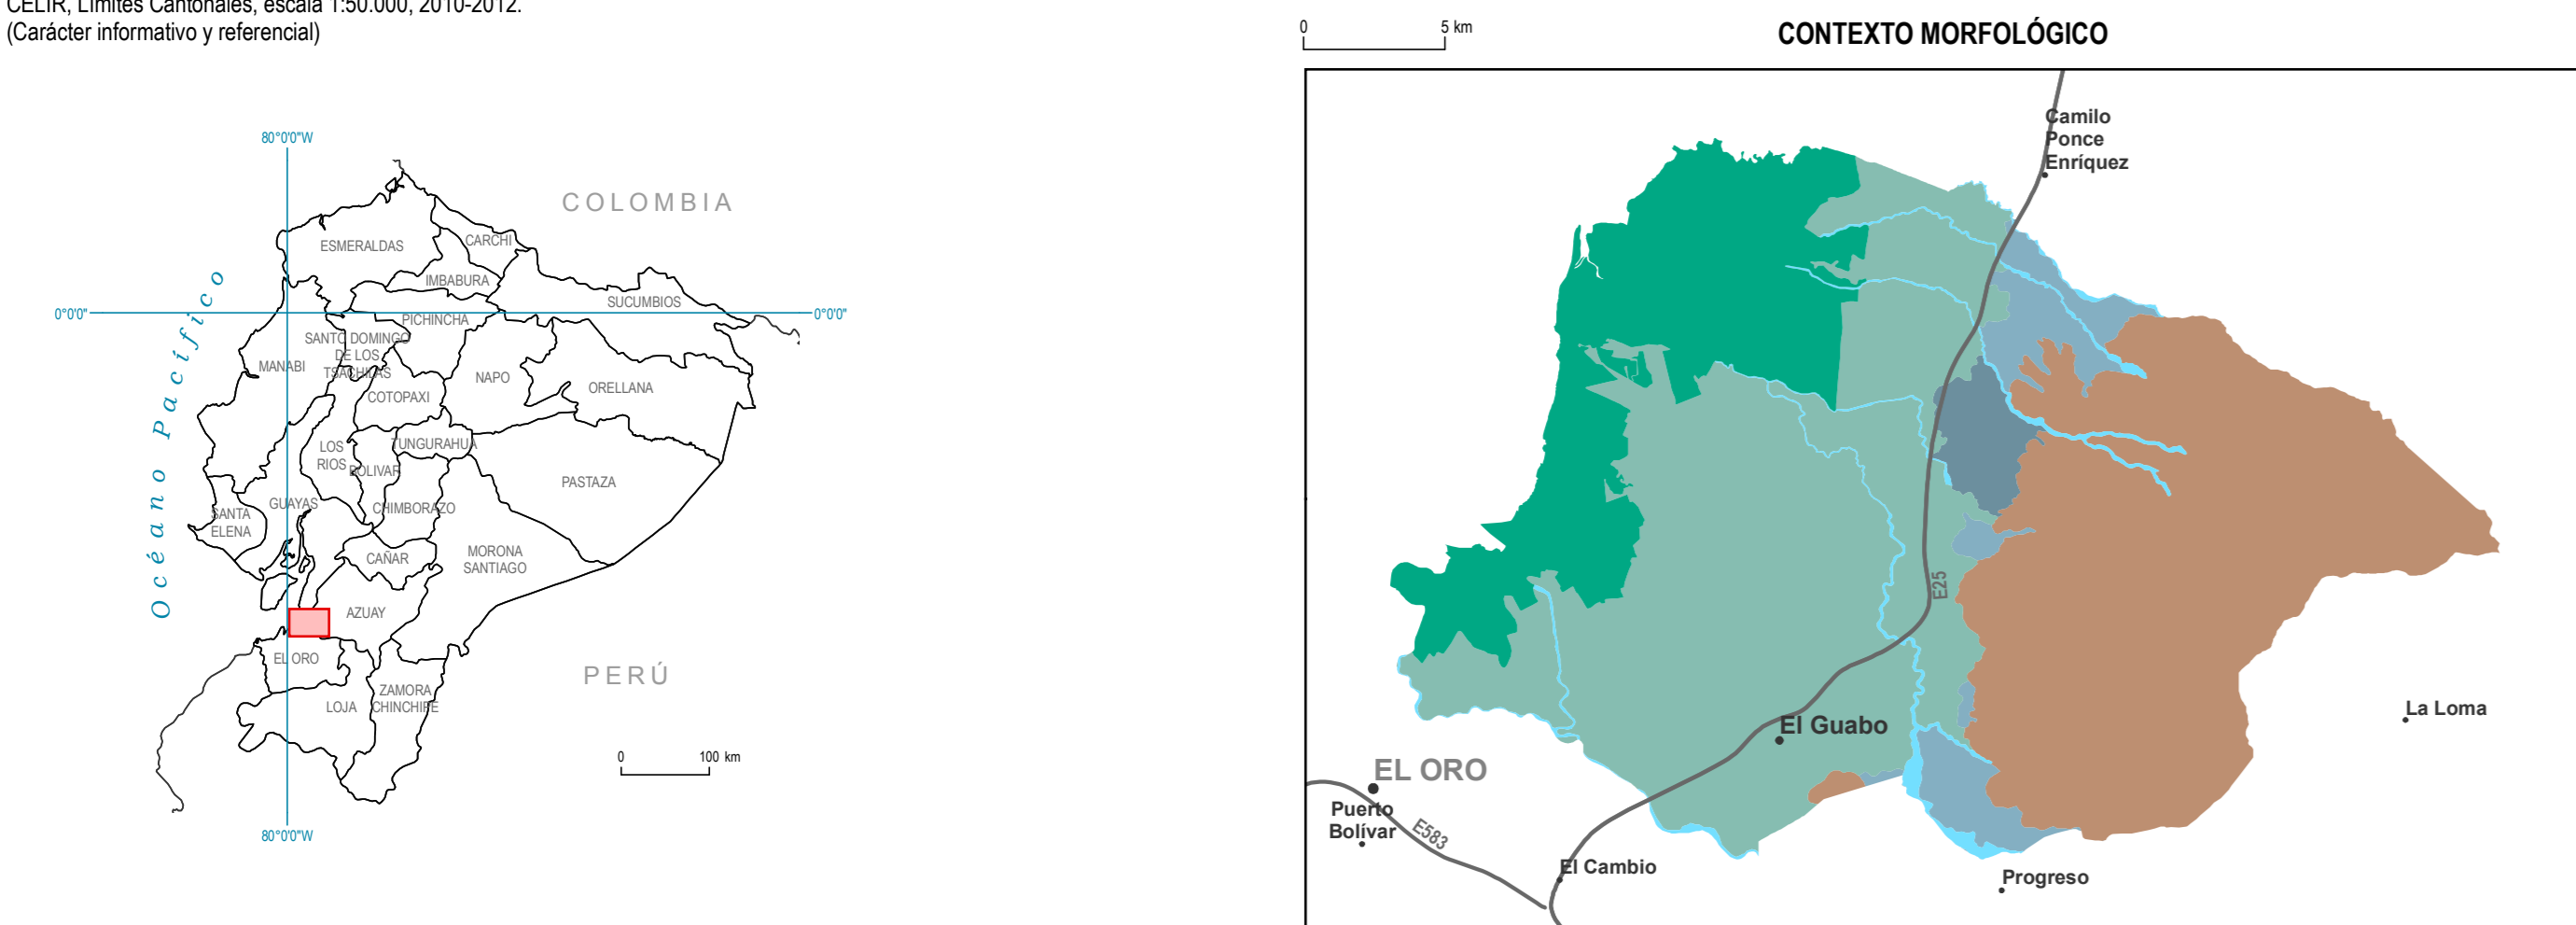 CELIR, Límites Cantonales, escala 1:50.000, 2010-2012.
(Carácter informativo y referencial)
80°0'0"W
COLOMBIA
ESMERALDAS
CARCHI
IMBABURA
SUCUMBIOS
0°0'0"
0°0'0"
PICHINCHA
SANTO DOMINGO
DE LOS
TSACHILAS
MANABI
NAPO
ORELLANA
COTOPAXI
Océano Pacífico
LOS
RIOS
TUNGURAHUA
BOLIVAR
PASTAZA
GUAYAS
CHIMBORAZO
SANTA
ELENA
CAÑAR
MORONA
SANTIAGO
AZUAY
EL ORO
PERÚ
ZAMORA
CHINCHIPE
LOJA
0 100 km
80°0'0"W
0 5 km
CONTEXTO MORFOLÓGICO
Camilo
Ponce
Enríquez
E25
La Loma
El Guabo
EL ORO
Puerto
Bolívar
E583
El Cambio
Progreso